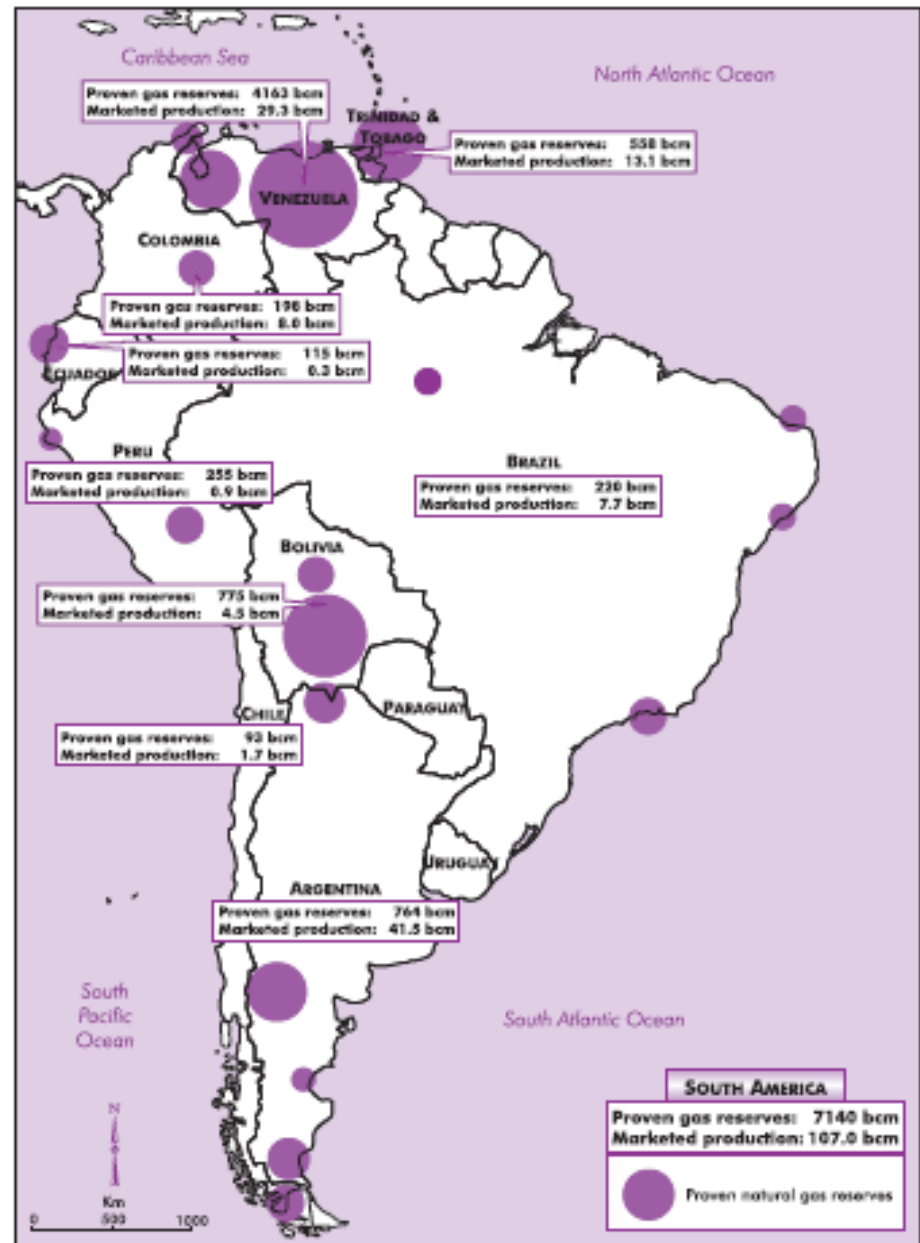 Caribbean Sea
North Atlantic Ocean
Proven gas reserves: 4163 bcm
Marketed production: 29.3 bcm
TRINIDAD &
TOBAGO
Proven gas reserves: 558 bcm
Marketed production: 13.1 bcm
VENEZUELA
COLOMBIA
Proven gas reserves: 198 bcm
Marketed production: 8.0 bcm
Proven gas reserves: 115 bcm
Marketed production: 0.3 bcm
ECUADOR
PERU
Proven gas reserves: 255 bcm
Marketed production: 0.9 bcm
BRAZIL
Proven gas reserves: 220 bcm
Marketed production: 7.7 bcm
BOLIVIA
Proven gas reserves: 775 bcm
Marketed production: 4.5 bcm
CHILE
PARAGUAY
Proven gas reserves: 93 bcm
Marketed production: 1.7 bcm
URUGUAY
ARGENTINA
Proven gas reserves: 764 bcm
Marketed production: 41.5 bcm
South
Pacific
Ocean
South Atlantic Ocean
SOUTH AMERICA
Proven gas reserves: 7140 bcm
Marketed production: 107.0 bcm
Proven natural gas reserves
N
Km
0 500 1000